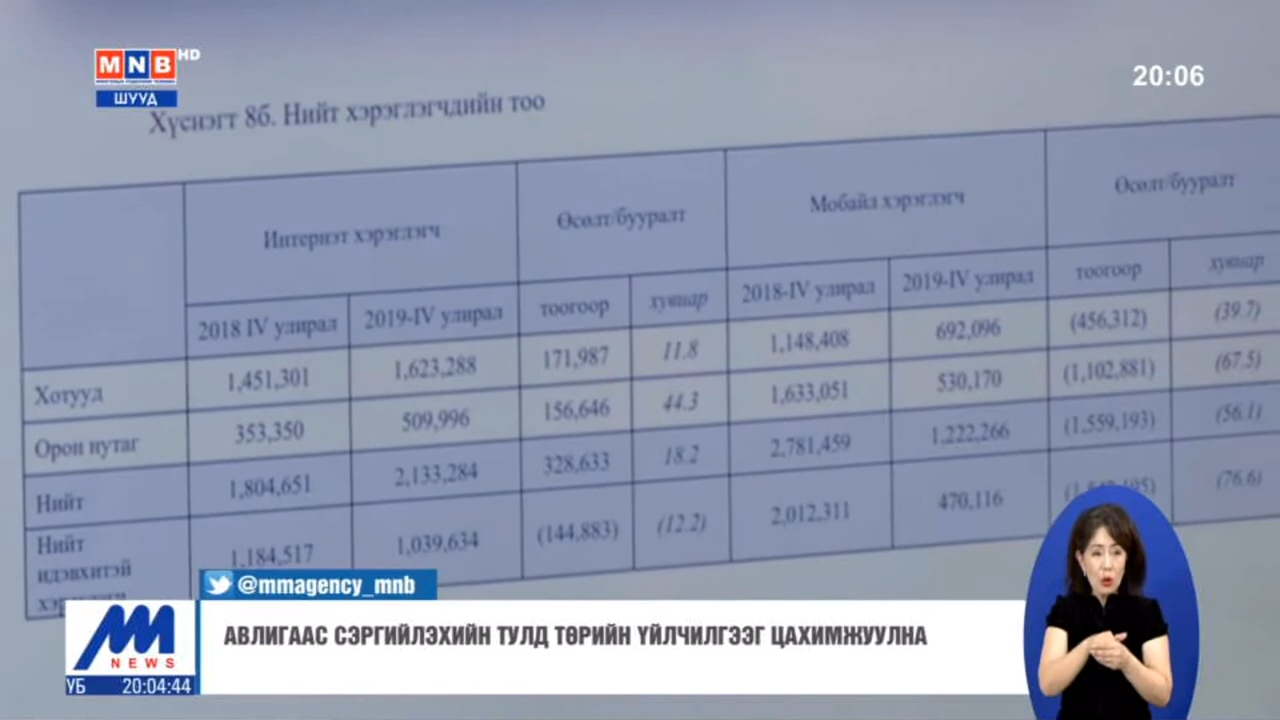 MNB HD
ШУУД
20:06
Хүснэгт 8б. Нийт хэрэглэгчдийн тоо
Интернэт хэрэглэгч Өсөлт/бууралт Мобайл хэрэглэгч Өсөлт/бууралт
2018 IV улирал 2019-IV улирал тоогоор хувиар 2018-IV улирал 2019-IV улирал тоогоор хувиар
Хотууд 1,451,301 1,623,288 171,987 11.8 1,148,408 692,096 (456,312) (39.7)
Орон нутаг 353,350 509,996 156,646 44.3 1,633,051 530,170 (1,102,881) (67.5)
Нийт 1,804,651 2,133,284 328,633 18.2 2,781,459 1,222,266 (1,559,193) (56.1)
Нийт идэвхитэй 1,184,517 1,039,634 (144,883) (12.2) 2,012,311 470,116 (76.6)
@mmagency_mnb
АВЛИГААС СЭРГИЙЛЭХИЙН ТУЛД ТӨРИЙН ҮЙЛЧИЛГЭЭГ ЦАХИМЖУУЛНА
NEWS
УБ 20:04:44